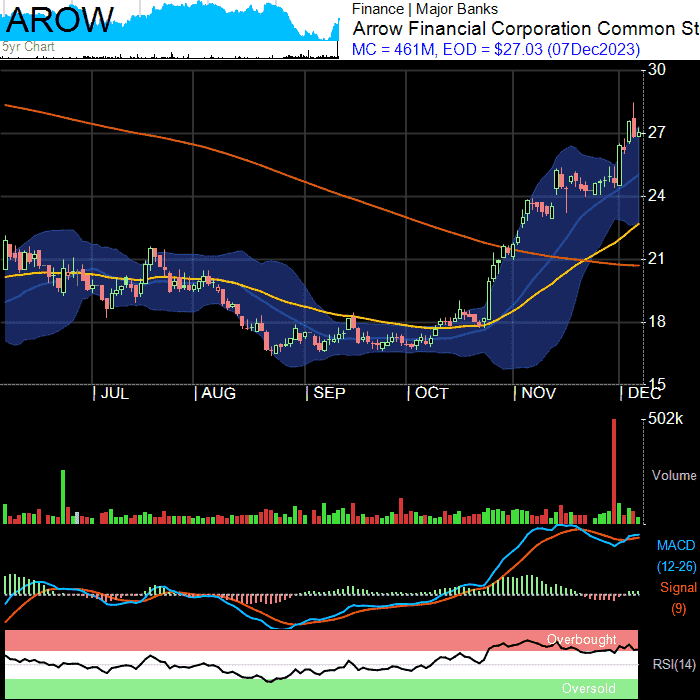 AROW
5yr Chart
Finance | Major Banks
Arrow Financial Corporation Common St
MC = 461M, EOD = $27.03 (07Dec2023)
30
27
24
21
18
15
| JUL | AUG | SEP | OCT | NOV | DEC
502k
Volume
MACD
(12-26)
Signal
(9)
Overbought
RSI(14)
Oversold